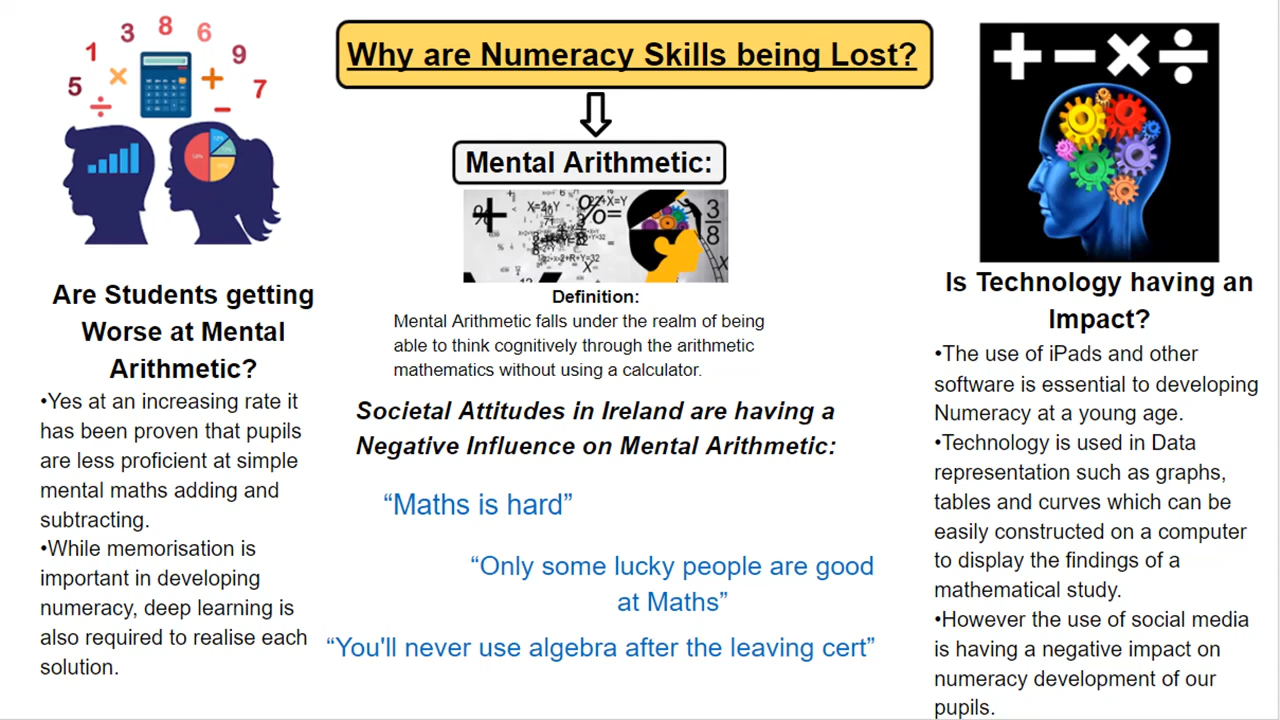 Why are Numeracy Skills being Lost?
1 3 8 6 9
5 7
Are Students getting
Worse at Mental
Arithmetic?
•Yes at an increasing rate it
has been proven that pupils
are less proficient at simple
mental maths adding and
subtracting.
•While memorisation is
important in developing
numeracy, deep learning is
also required to realise each
solution.
Mental Arithmetic:
Definition:
Mental Arithmetic falls under the realm of being
able to think cognitively through the arithmetic
mathematics without using a calculator.
Societal Attitudes in Ireland are having a
Negative Influence on Mental Arithmetic:
“Maths is hard”
“Only some lucky people are good
at Maths”
“You'll never use algebra after the leaving cert”
+ − × ÷
Is Technology having an
Impact?
•The use of iPads and other
software is essential to developing
Numeracy at a young age.
•Technology is used in Data
representation such as graphs,
tables and curves which can be
easily constructed on a computer
to display the findings of a
mathematical study.
•However the use of social media
is having a negative impact on
numeracy development of our
pupils.